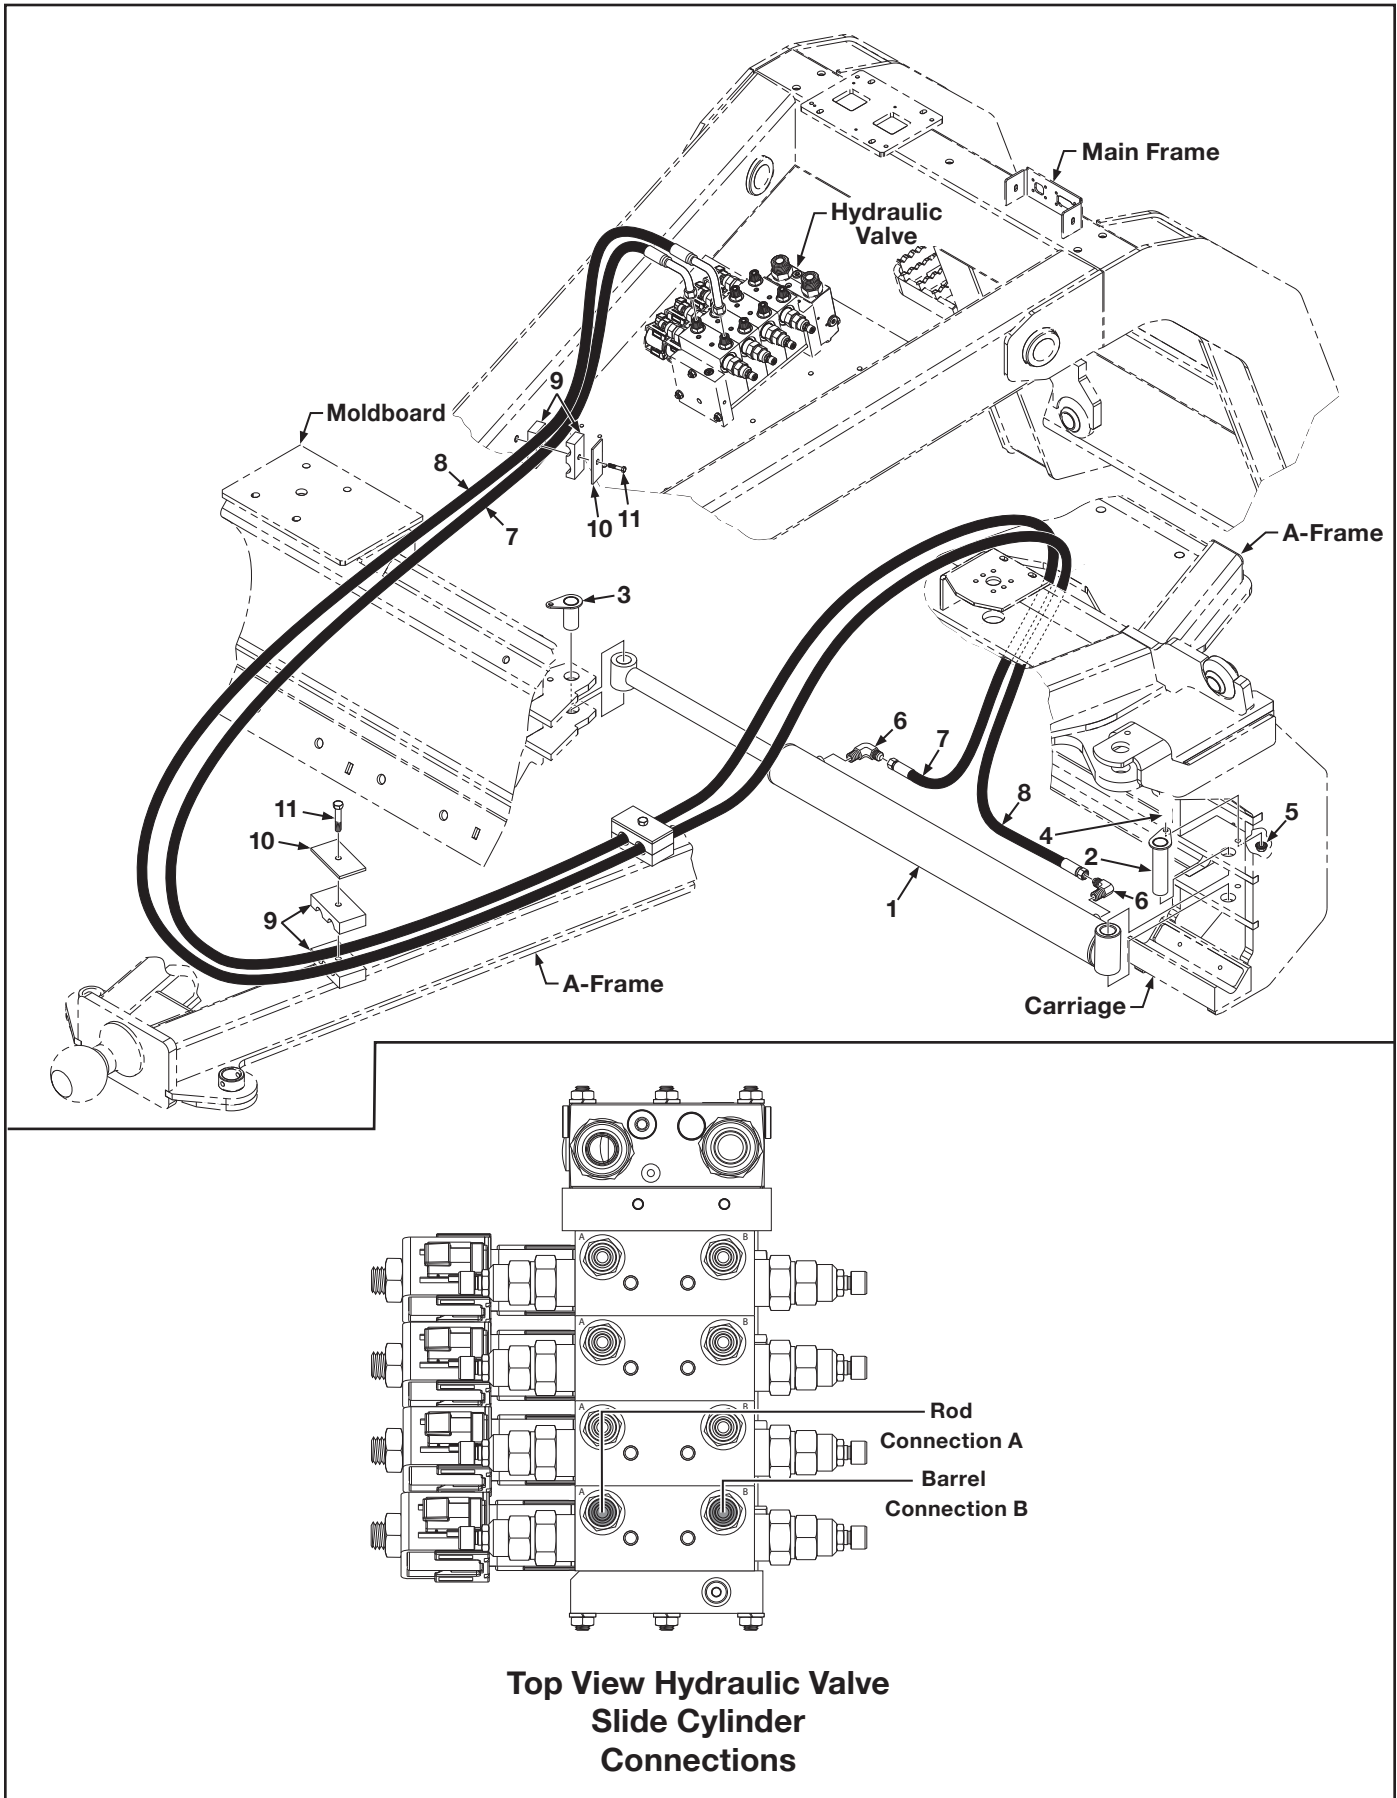 Main Frame
Hydraulic
Valve
9
Moldboard
8
10
11
7
A-Frame
3
6
7
11
8
5
10
4
2
1
6
9
A-Frame
Carriage
A
B
A
B
A
B
Rod
Connection A
Barrel
A
B
Connection B
Top View Hydraulic Valve
Slide Cylinder
Connections